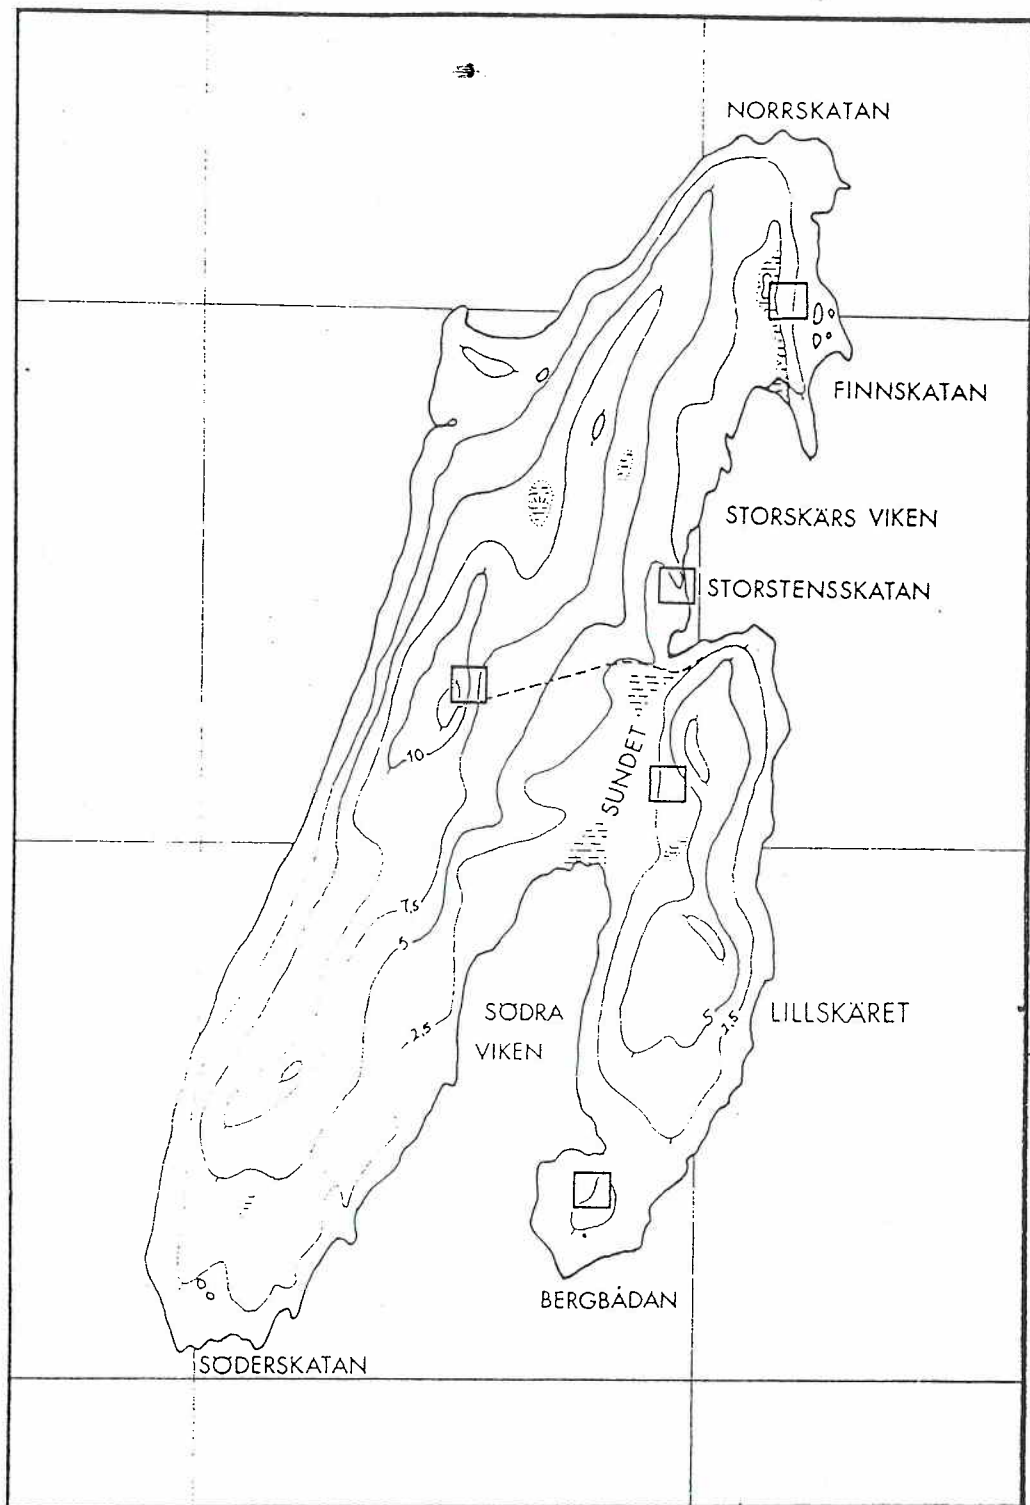 NORRSKATAN
FINNSKATAN
STORSKÄRS VIKEN
STORSTENSSKATAN
10
SUNDET
7,5
5
2,5
SÖDRA
VIKEN
5
2,5
LILLSKÄRET
BERGBÅDAN
SÖDERSKATAN